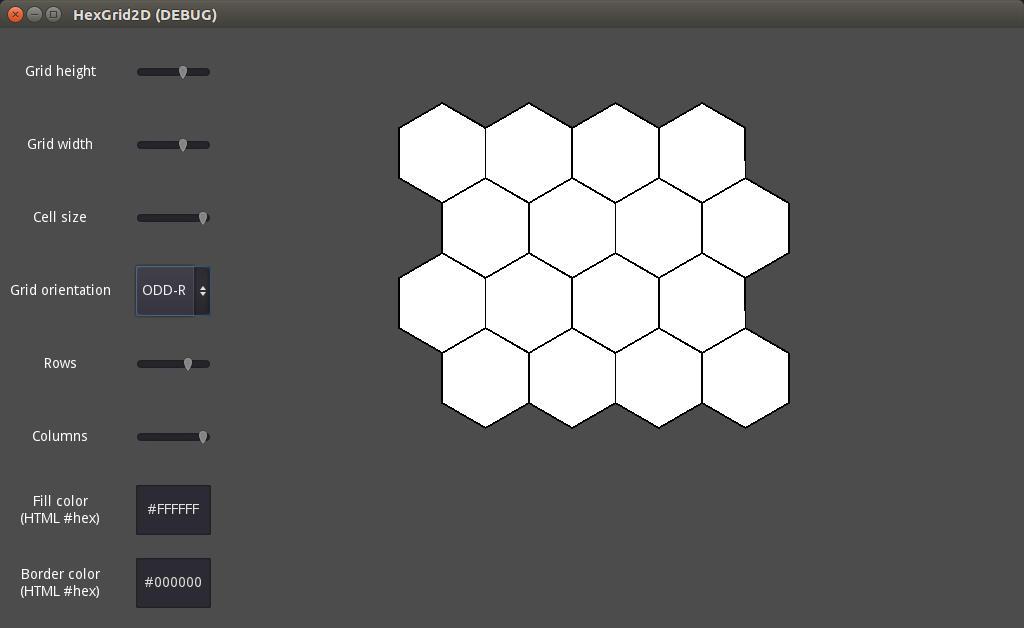 HexGrid2D (DEBUG)
Grid height
Grid width
Cell size
Grid orientation
ODD-R
Rows
Columns
Fill color
(HTML #hex)
#FFFFFF
Border color
(HTML #hex)
#000000